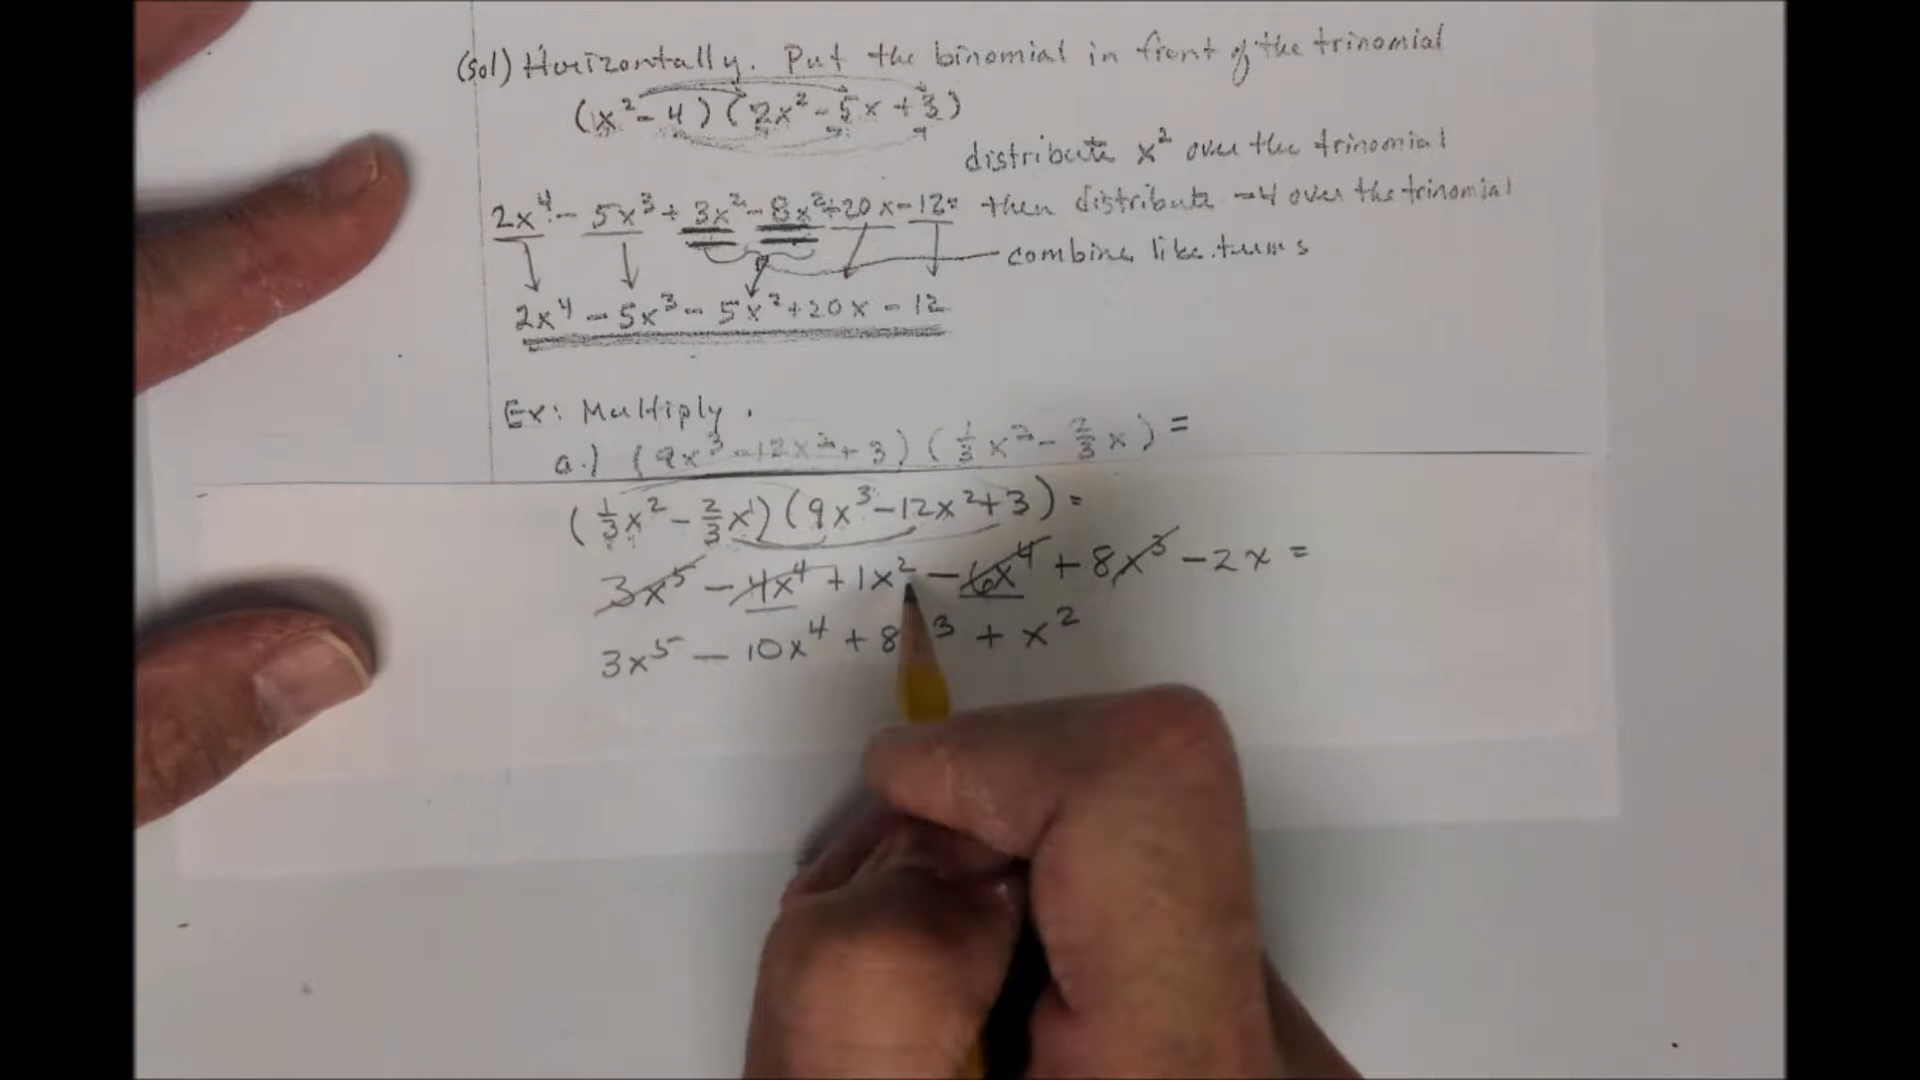 (sol) Horizontally. Put the binomial in front of the trinomial
(x² - 4) (2x² - 5x + 3)
distribute x² over the trinomial
2x⁴ - 5x³ + 3x² - 8x² + 20x - 12 = then distribute -4 over the trinomial
combine like terms
2x⁴ - 5x³ - 5x² + 20x - 12
Ex: Multiply.
a.) (9x³ - 12x² + 3) (1/3 x² - 2/3 x) =
(1/3 x² - 2/3 x¹) (9x³ - 12x² + 3) =
3x⁵ - 4x⁴ + 1x² - 6x⁴ + 8x³ - 2x =
3x⁵ - 10x⁴ + 8 ³ + x²